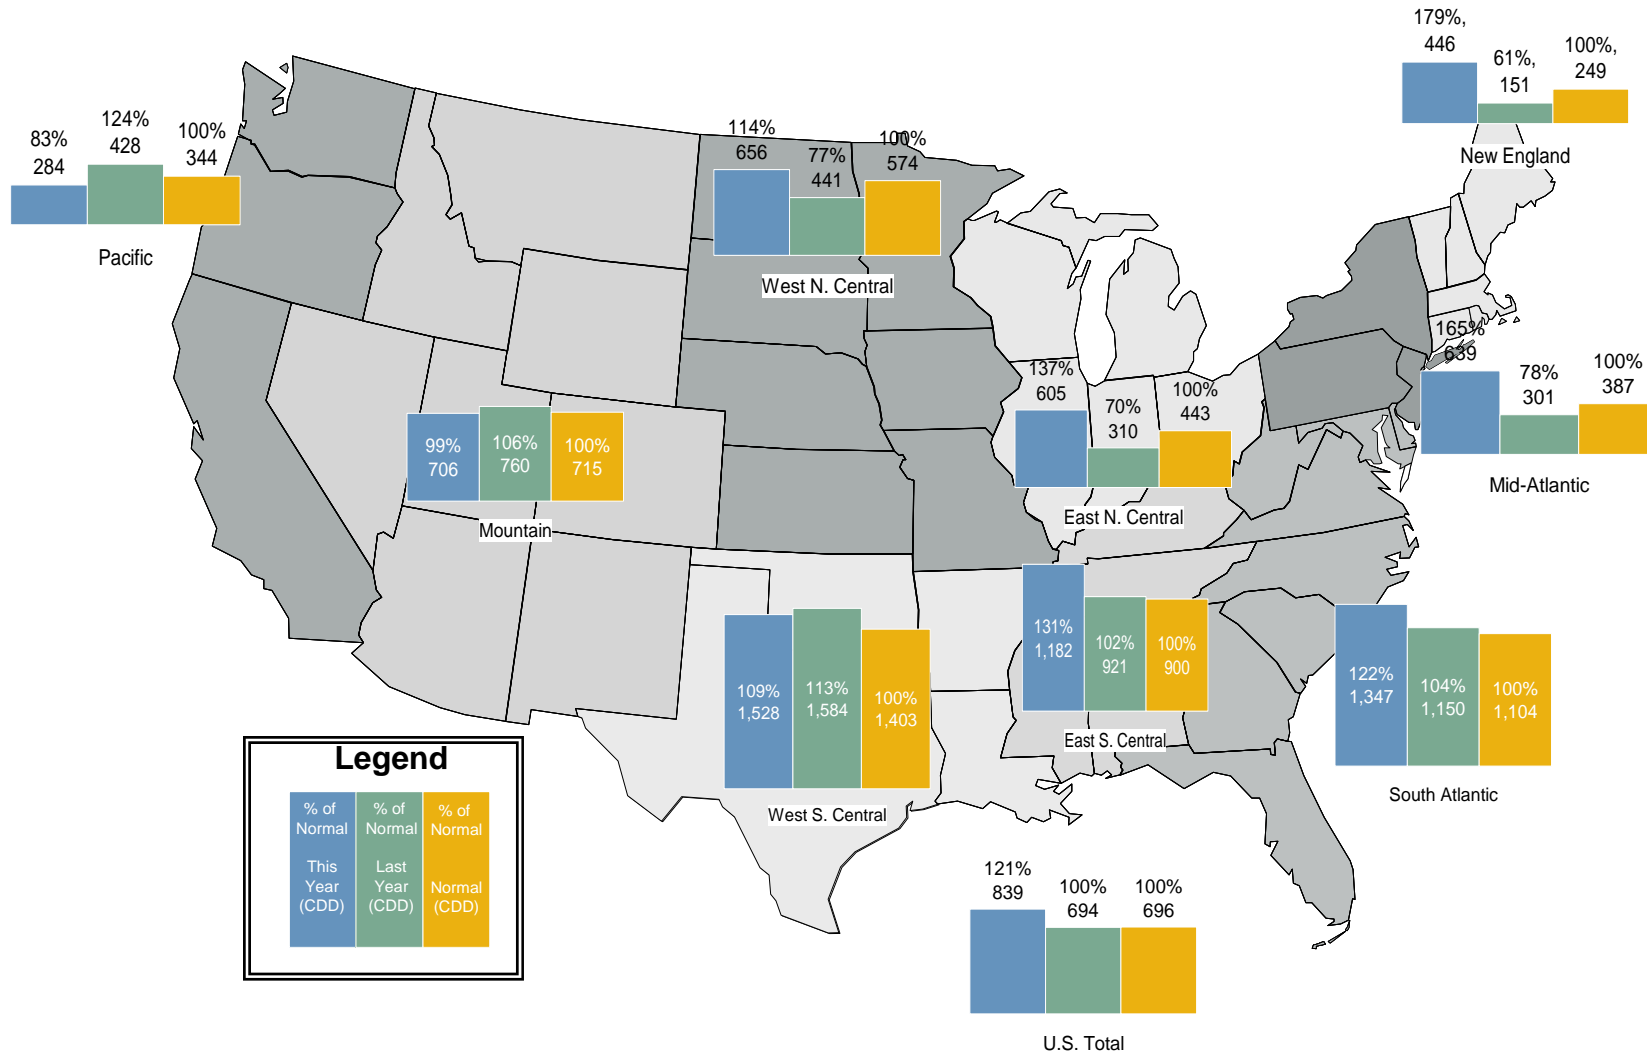 179%,
446
61%,
151
100%,
249
New England
83%
284
124%
428
100%
344
Pacific
114%
656
77%
441
100%
574
West N. Central
165%
639
78%
301
100%
387
Mid-Atlantic
137%
605
70%
310
100%
443
East N. Central
99%
706
106%
760
100%
715
Mountain
131%
1,182
102%
921
100%
900
East S. Central
109%
1,528
113%
1,584
100%
1,403
West S. Central
122%
1,347
104%
1,150
100%
1,104
South Atlantic
Legend
% of
Normal
This
Year
(CDD)
% of
Normal
Last
Year
(CDD)
% of
Normal
Normal
(CDD)
121%
839
100%
694
100%
696
U.S. Total